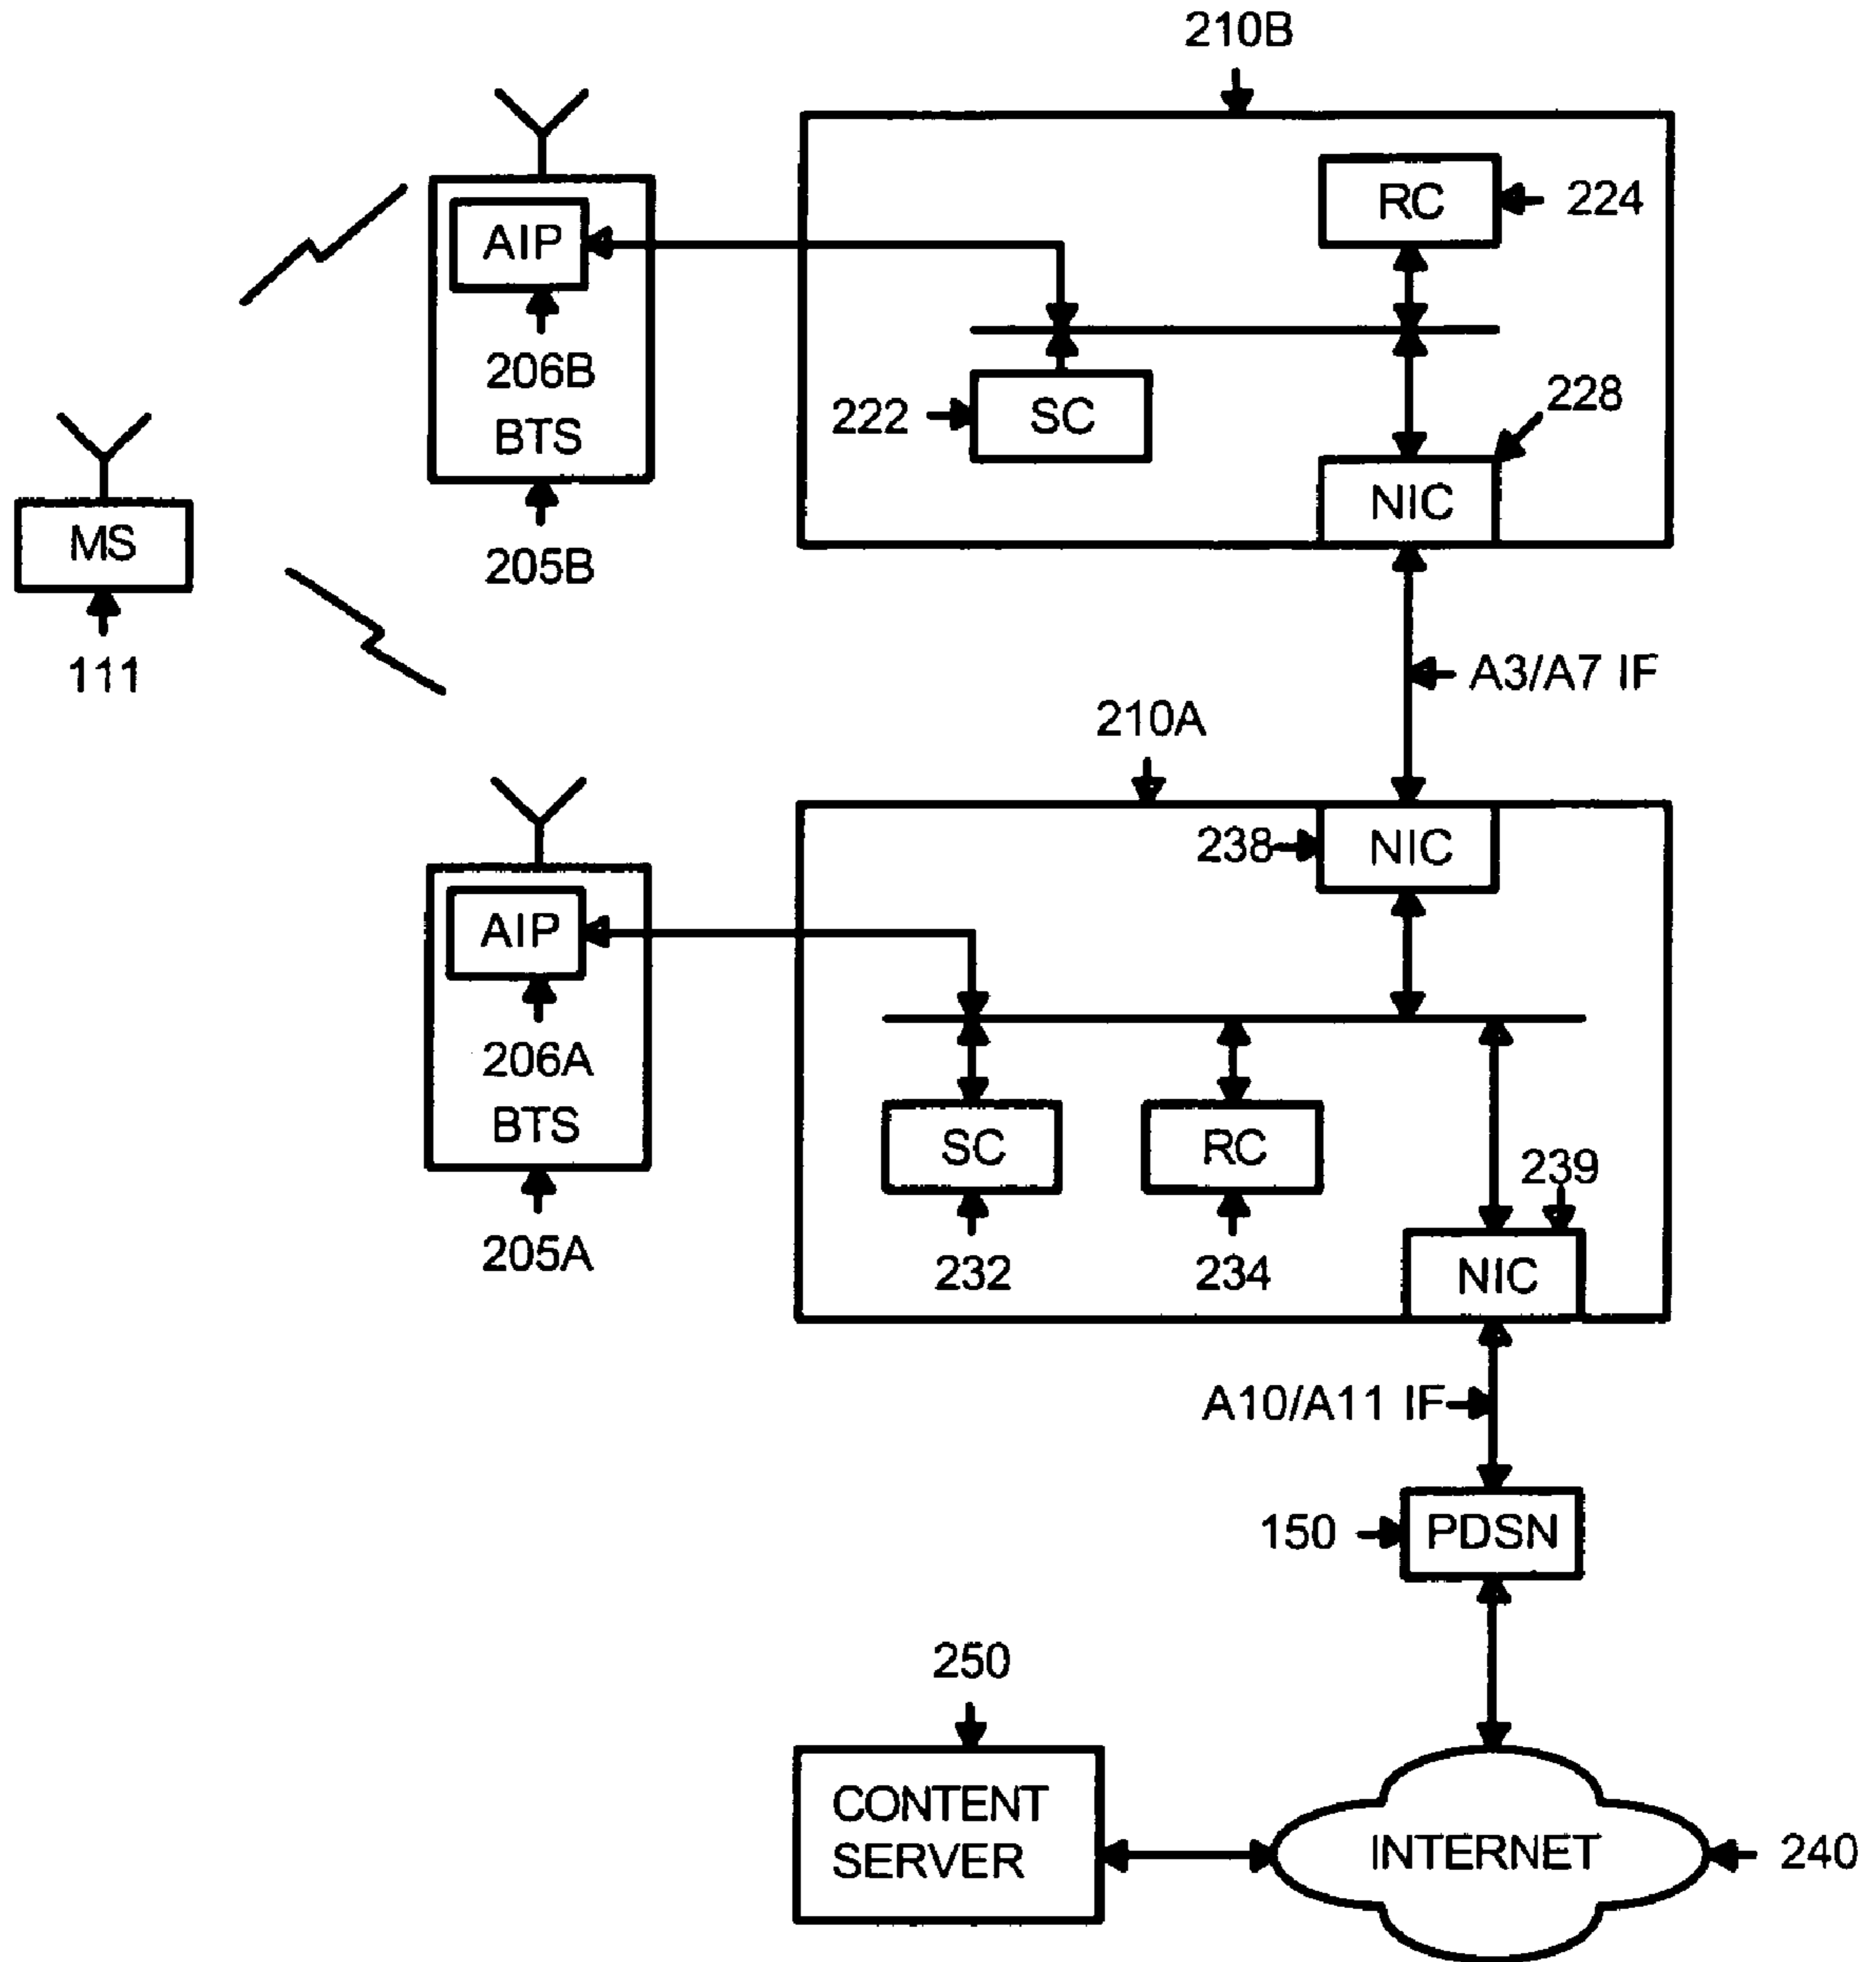 210B
RC
224
AIP
206B
BTS
205B
222
SC
228
NIC
MS
111
A3/A7 IF
210A
238
NIC
AIP
206A
BTS
205A
SC
RC
232
234
239
NIC
A10/A11 IF
150
PDSN
250
CONTENT
SERVER
INTERNET
240